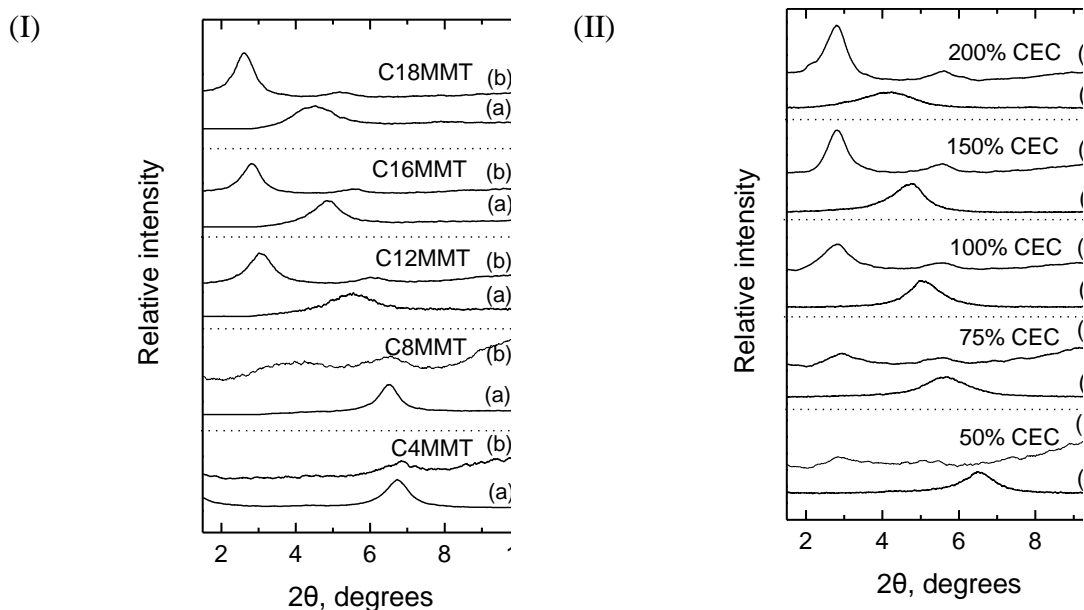 (I)
C18MMT (b)
(a)
C16MMT (b)
(a)
C12MMT (b)
(a)
C8MMT (b)
(a)
C4MMT (b)
(a)
Relative intensity
2 4 6 8
2θ, degrees
(II)
200% CEC
150% CEC
100% CEC
75% CEC
50% CEC
Relative intensity
2 4 6 8
2θ, degrees